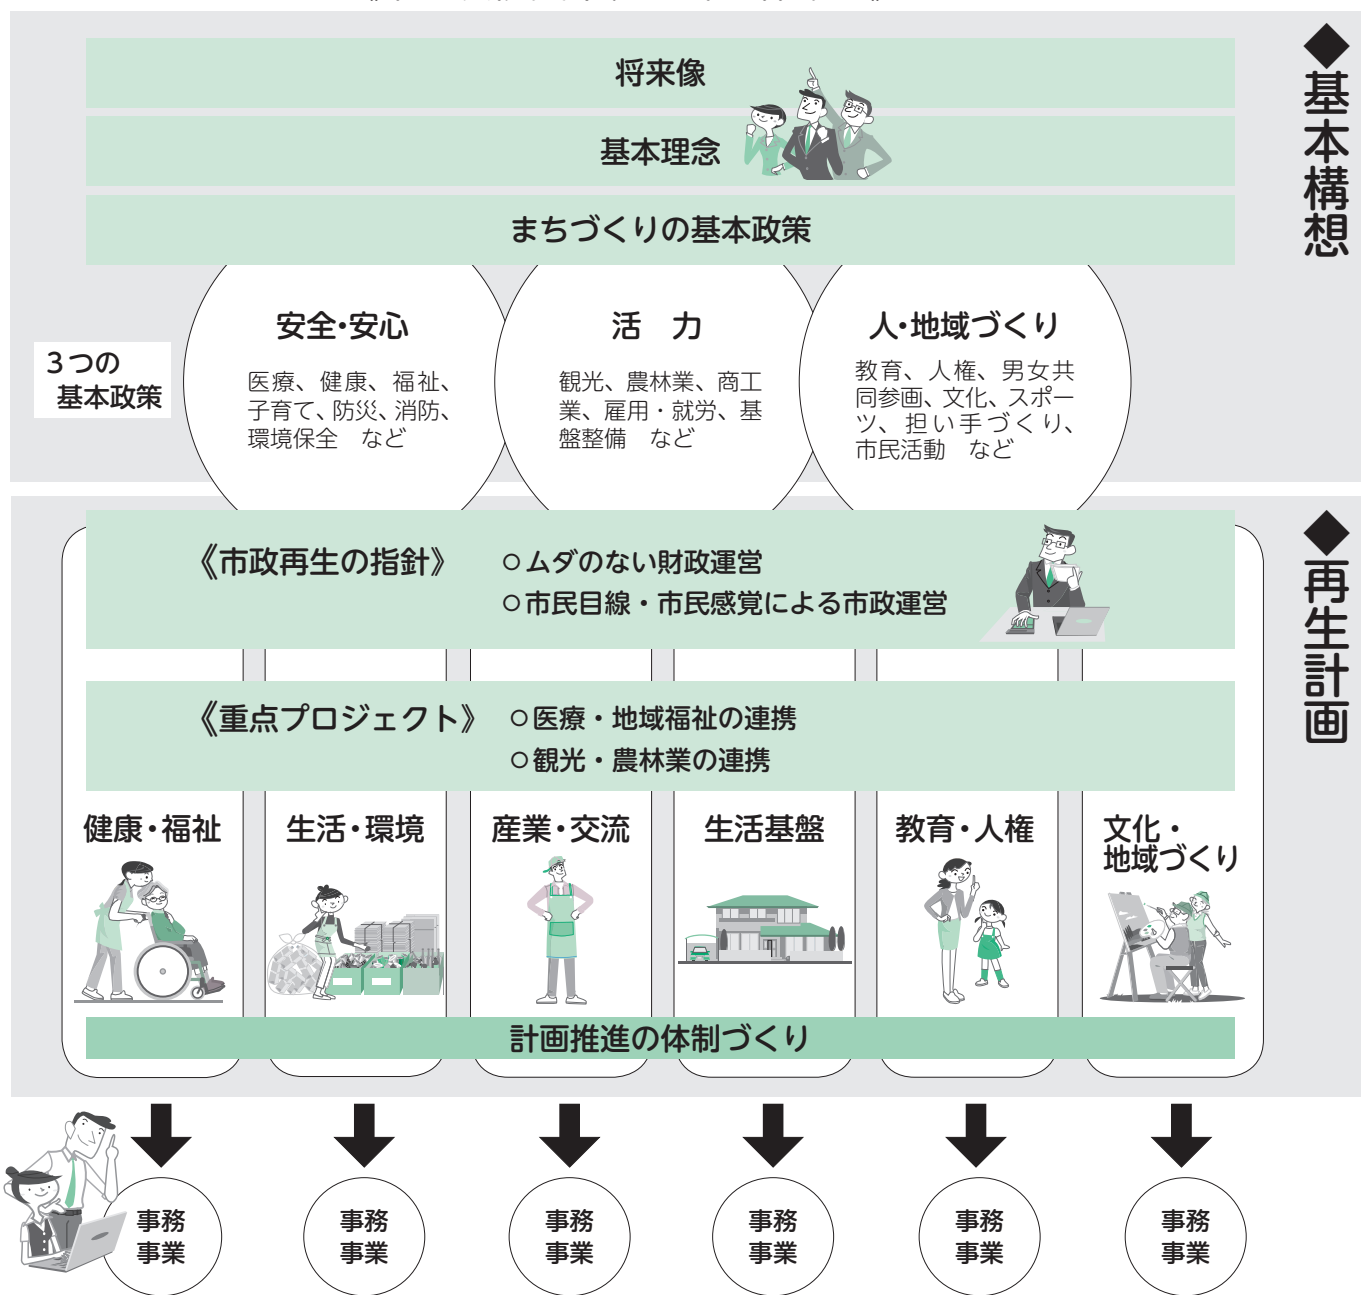 ◆基本構想
将来像
基本理念
まちづくりの基本政策
3つの
基本政策
安全・安心
医療、健康、福祉、
子育て、防災、消防、
環境保全　など
活　力
観光、農林業、商工
業、雇用・就労、基
盤整備　など
人・地域づくり
教育、人権、男女共
同参画、文化、スポー
ツ、担い手づくり、
市民活動　など
◆再生計画
《市政再生の指針》
○ムダのない財政運営
○市民目線・市民感覚による市政運営
《重点プロジェクト》
○医療・地域福祉の連携
○観光・農林業の連携
健康・福祉
生活・環境
産業・交流
生活基盤
教育・人権
文化・
地域づくり
計画推進の体制づくり
事務
事業
事務
事業
事務
事業
事務
事業
事務
事業
事務
事業